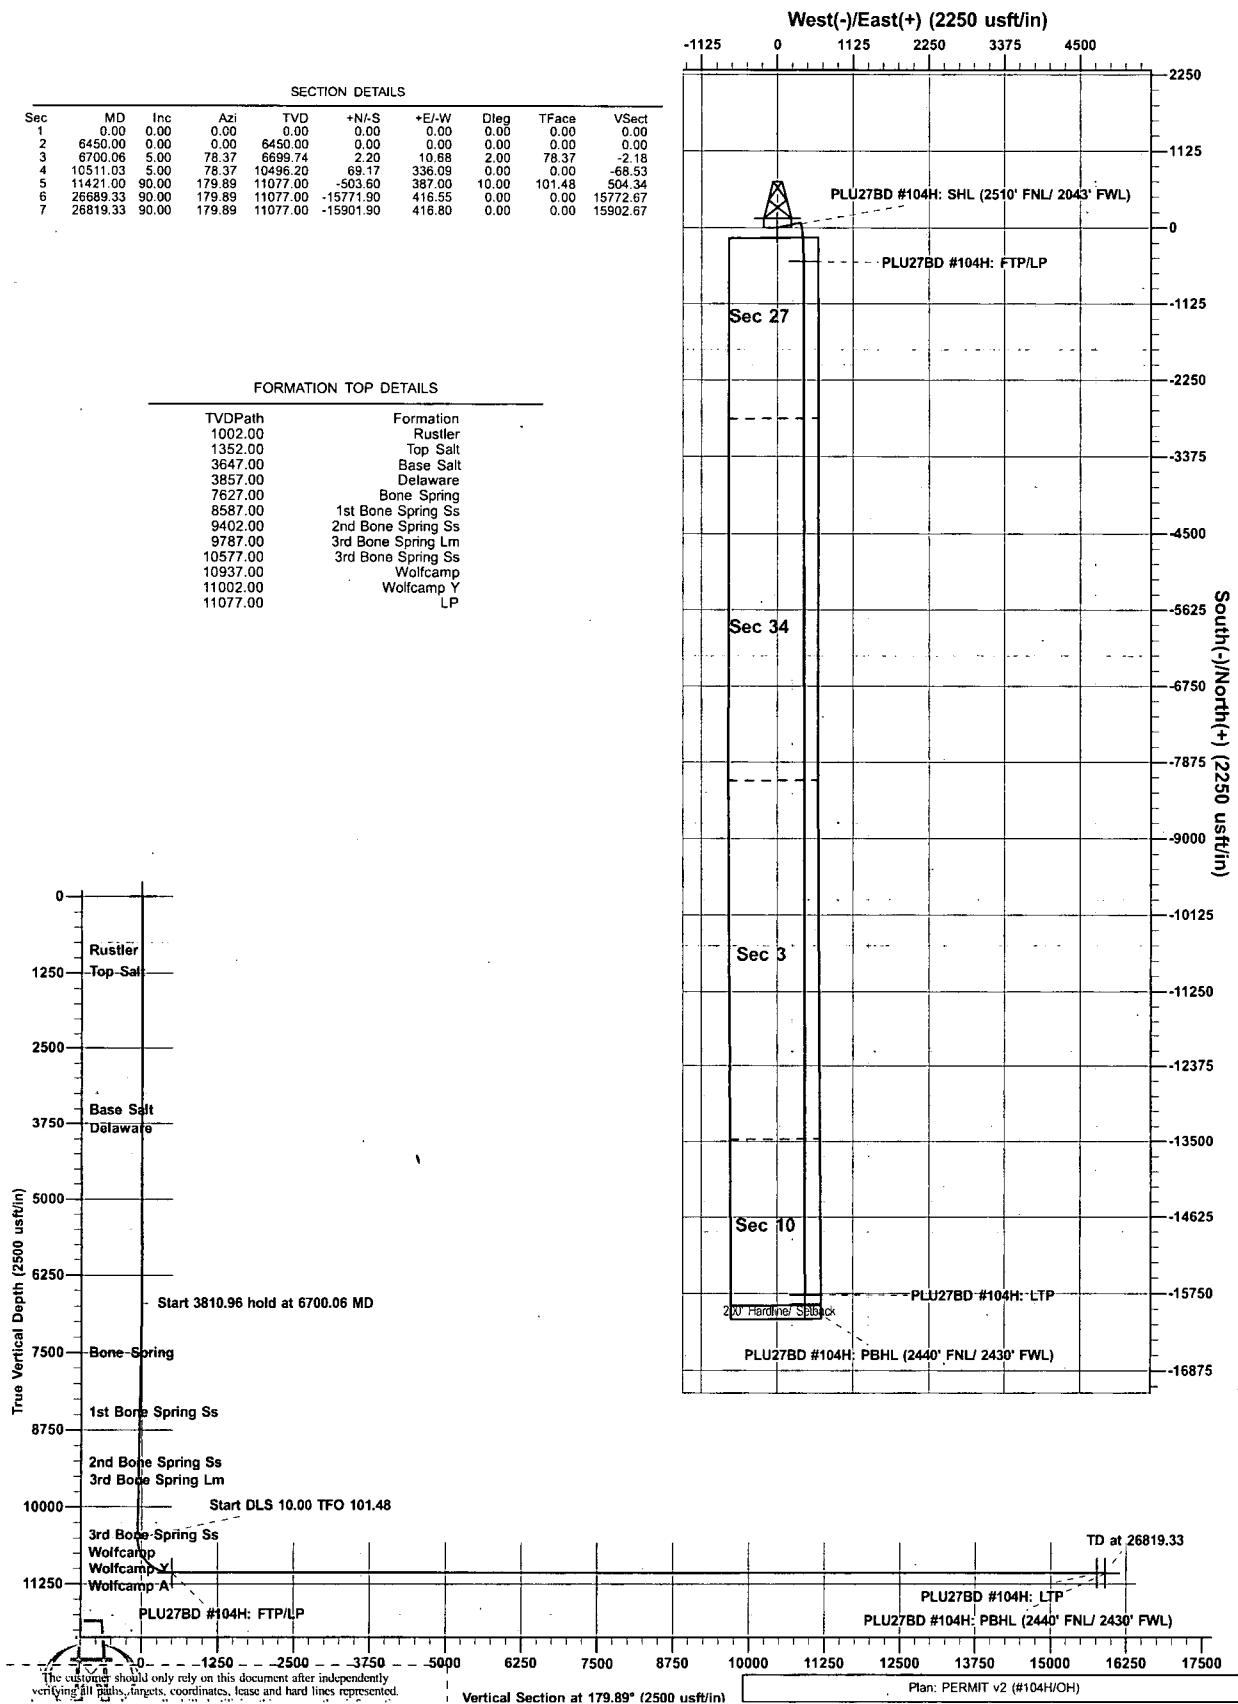 West(-)/East(+) (2250 usft/in)
-1125 0 1125 2250 3375 4500
SECTION DETAILS
Sec MD Inc Azi TVD +N/-S +E/-W Dleg TFace VSect
1 0.00 0.00 0.00 0.00 0.00 0.00 0.00 0.00 0.00
2 6450.00 0.00 0.00 6450.00 0.00 0.00 0.00 0.00 0.00
3 6700.06 5.00 78.37 6699.74 2.20 10.68 2.00 78.37 -2.18
4 10511.03 5.00 78.37 10496.20 69.17 336.09 0.00 0.00 -68.53
5 11421.00 90.00 179.89 11077.00 -503.60 387.09 10.00 101.48 504.34
6 26689.33 90.00 179.89 11077.00 -15771.90 416.55 0.00 0.00 15772.67
7 26819.33 90.00 179.89 11077.00 -15901.90 416.80 0.00 0.00 15902.67
FORMATION TOP DETAILS
TVDPath Formation
1002.00 Rustler
1352.00 Top Salt
3647.00 Base Salt
3857.00 Delaware
7627.00 Bone Spring
8587.00 1st Bone Spring Ss
9402.00 2nd Bone Spring Ss
9787.00 3rd Bone Spring Lm
10577.00 3rd Bone Spring Ss
10937.00 Wolfcamp
11002.00 Wolfcamp Y
11077.00 LP
2250
1125
0
-1125
-2250
-3375
-4500
-5625
-6750
-7875
-9000
-10125
-11250
-12375
-13500
-14625
-15750
-16875
South(-)/North(+) (2250 usft/in)
PLU27BD #104H: SHL (2510' FNL/ 2043' FWL)
PLU27BD #104H: FTP/LP
Sec 27
Sec 34
Sec 3
Sec 10
PLU27BD #104H: LTP
200' Hardline/ Setback
PLU27BD #104H: PBHL (2440' FNL/ 2430' FWL)
True Vertical Depth (2500 usft/in)
0
Rustler
1250
Top Salt
2500
Base Salt
3750
Delaware
5000
6250
Start 3810.96 hold at 6700.06 MD
7500
Bone Spring
1st Bone Spring Ss
8750
2nd Bone Spring Ss
3rd Bone Spring Lm
10000
Start DLS 10.00 TFO 101.48
3rd Bone Spring Ss
Wolfcamp
Wolfcamp Y
11250
Wolfcamp A
TD at 26819.33
PLU27BD #104H: LTP
PLU27BD #104H: FTP/LP
PLU27BD #104H: PBHL (2440' FNL/ 2430' FWL)
0 1250 2500 3750 5000 6250 7500 8750 10000 11250 12500 13750 15000 16250 17500
The customer should only rely on this document after independently
verifying all paths, targets, coordinates, lease and hard lines represented.
Vertical Section at 179.89° (2500 usft/in)
Plan: PERMIT v2 (#104H/OH)